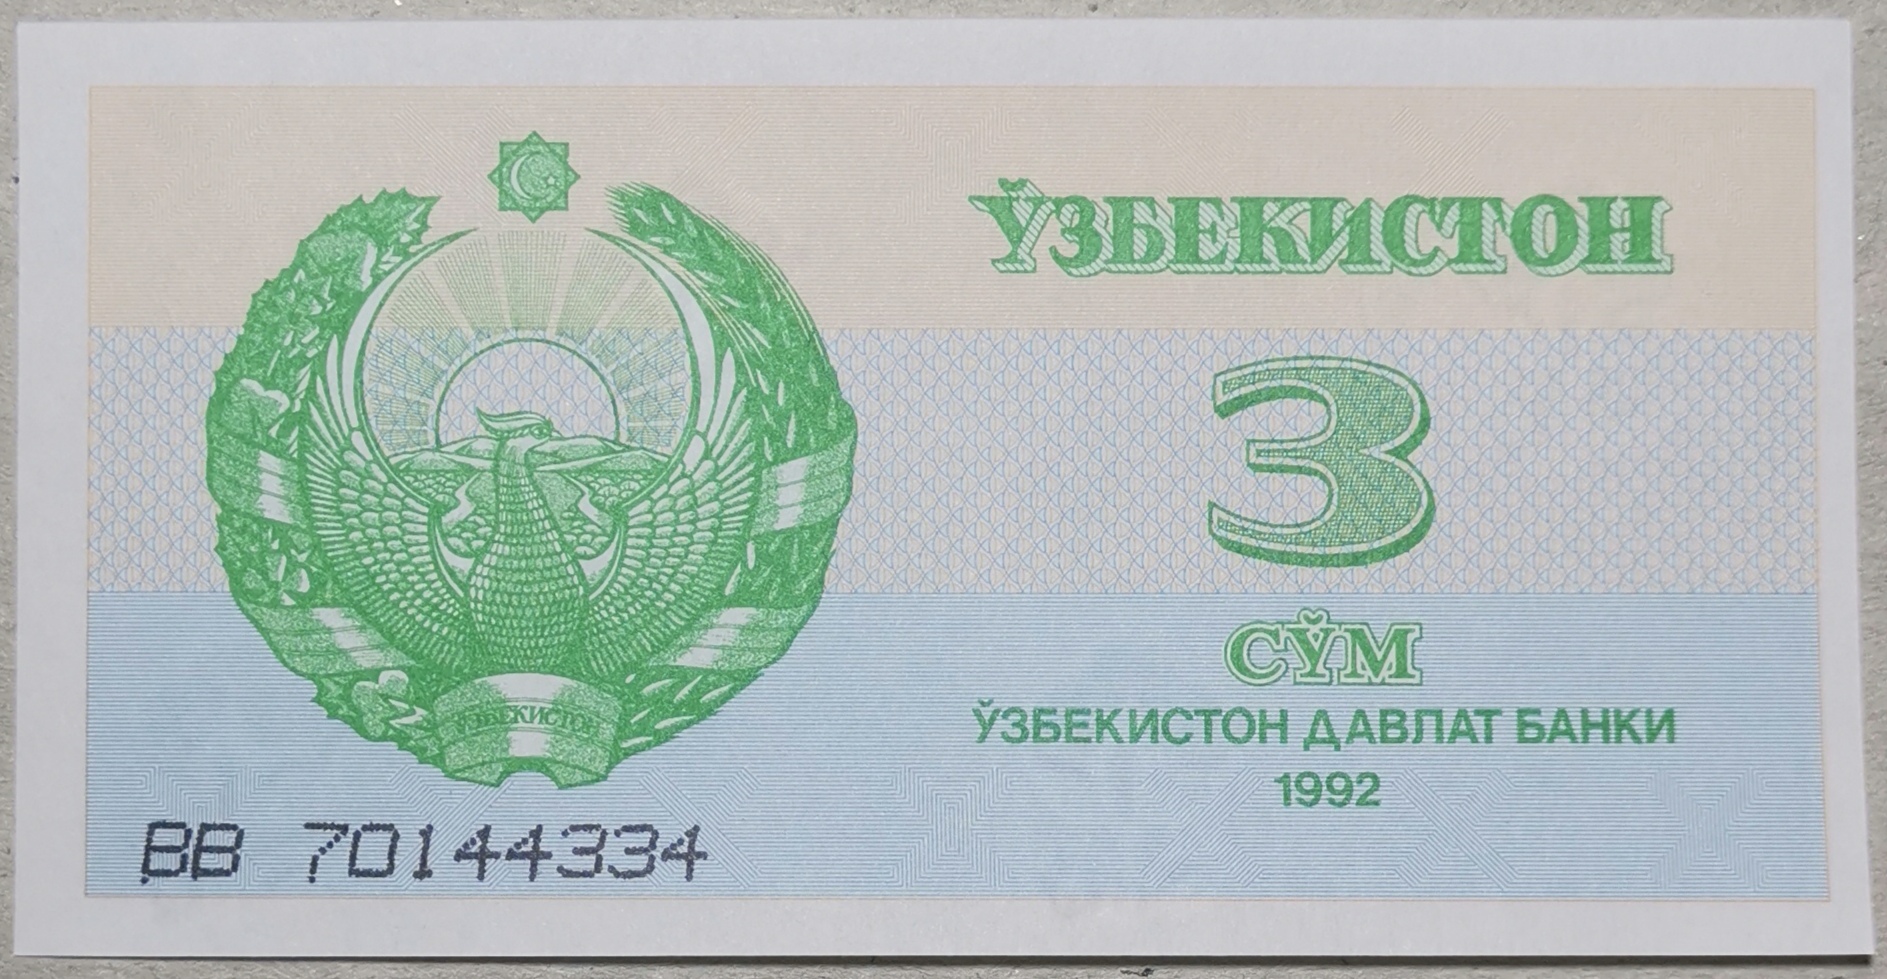 ЎЗБЕКИСТОН
3
СЎМ
ЎЗБЕКИСТОН ДАВЛАТ БАНКИ
1992
ЎЗБЕКИСТОН
ВВ 70144334